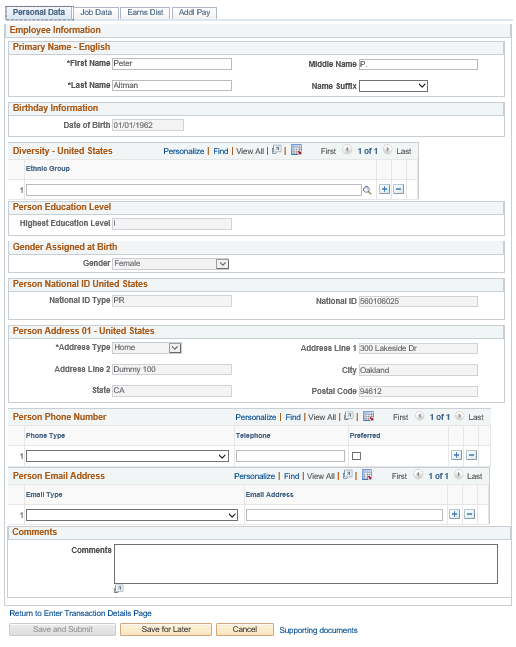 Personal Data Job Data Earns Dist Addl Pay
Employee Information
Primary Name - English
*First Name Peter Middle Name P.
*Last Name Altman Name Suffix
Birthday Information
Date of Birth 01/01/1962
Diversity - United States Personalize | Find | View All | | First 1 of 1 Last
Ethnic Group
1
Person Education Level
Highest Education Level I
Gender Assigned at Birth
Gender Female
Person National ID United States
National ID Type PR National ID 560106025
Person Address 01 - United States
*Address Type Home Address Line 1 300 Lakeside Dr
Address Line 2 Dummy 100 City Oakland
State CA Postal Code 94612
Person Phone Number Personalize | Find | View All | | First 1 of 1 Last
Phone Type Telephone Preferred
1
Person Email Address Personalize | Find | View All | | First 1 of 1 Last
Email Type Email Address
1
Comments
Comments
Return to Enter Transaction Details Page
Save and Submit Save for Later Cancel Supporting documents